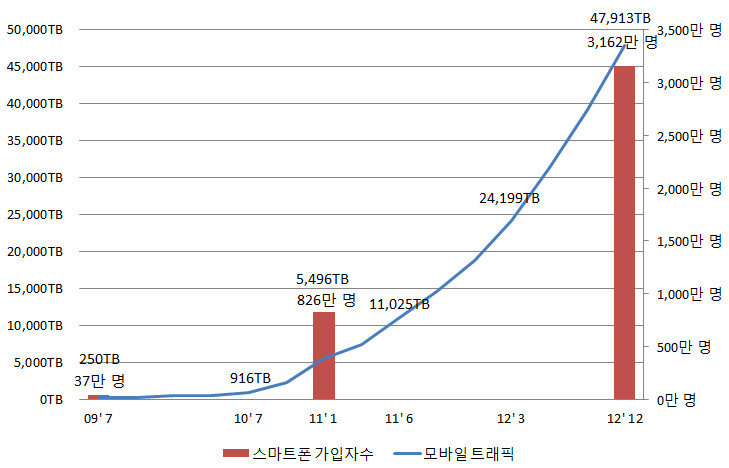 47,913TB
50,000TB
3,500만 명
3,162만 명
45,000TB
3,000만 명
40,000TB
35,000TB
2,500만 명
30,000TB
24,199TB
2,000만 명
25,000TB
20,000TB
1,500만 명
5,496TB
15,000TB
826만 명
11,025TB
1,000만 명
10,000TB
250TB
5,000TB
916TB
500만 명
37만 명
0TB
0만 명
09' 7
10' 7
11' 1
11' 6
12' 3
12' 12
스마트폰 가입자수
모바일 트래픽